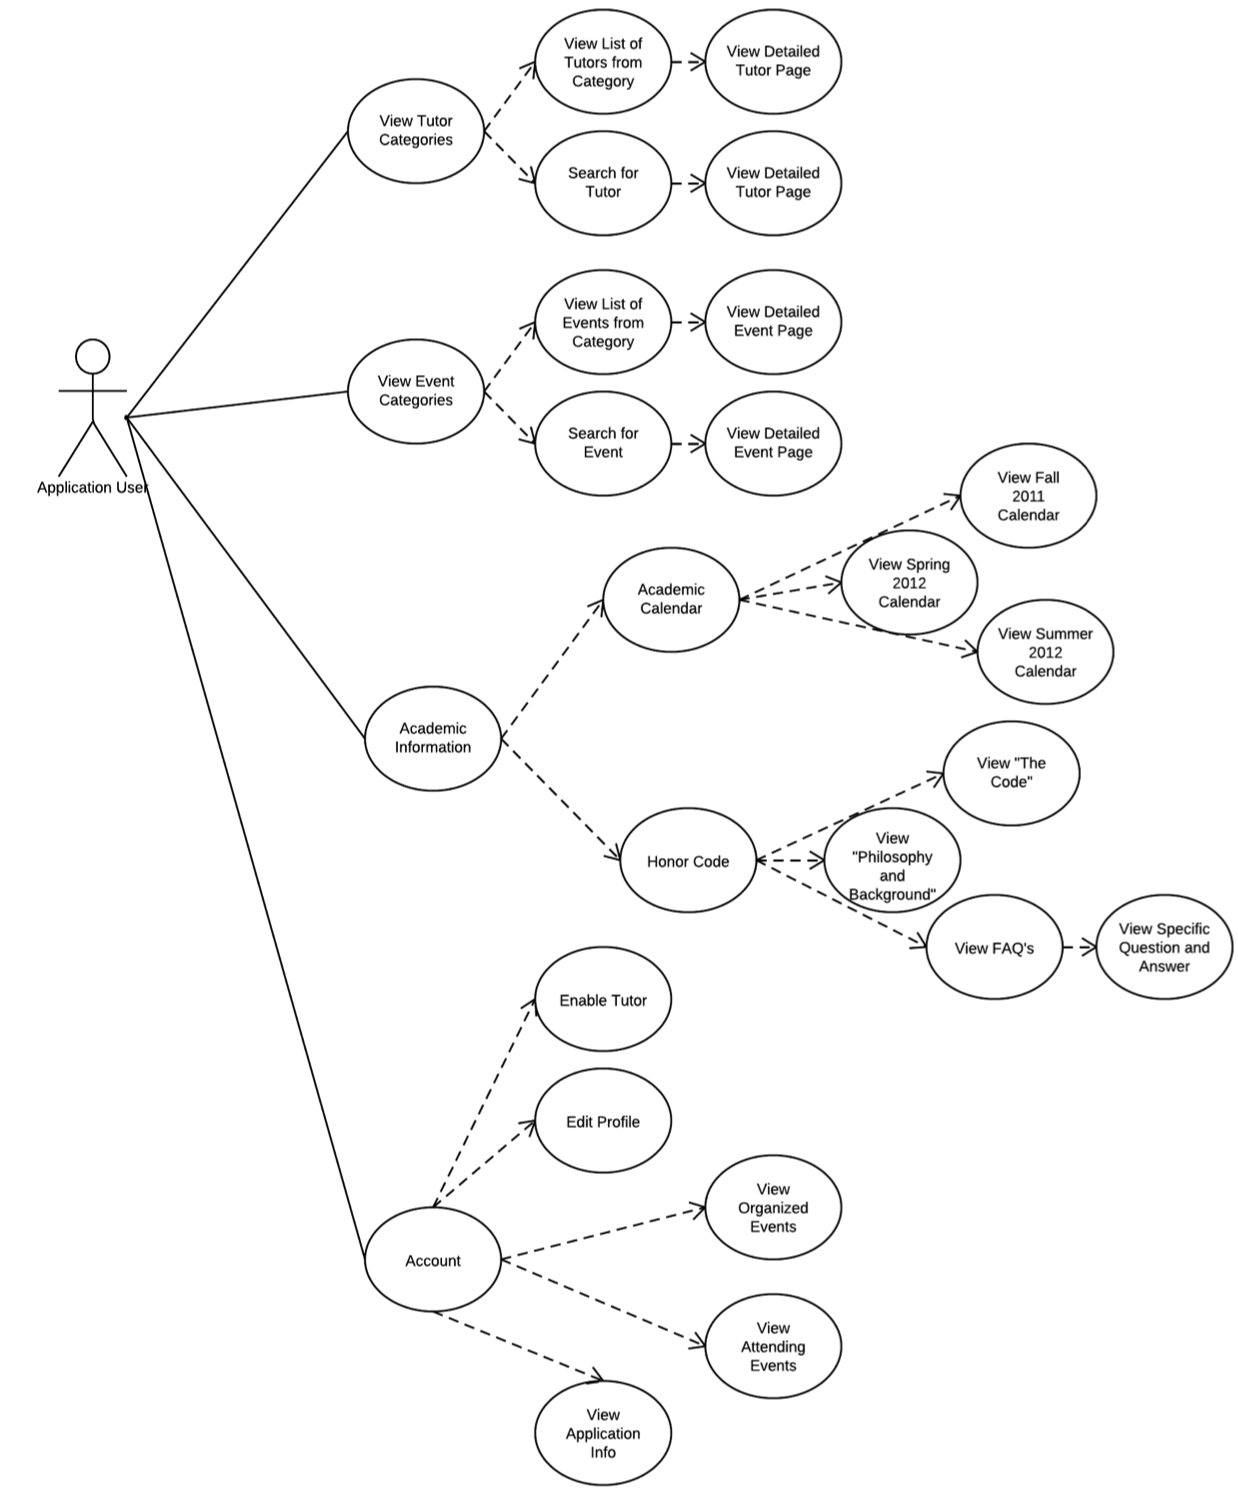 View List of
Tutors from
Category
View Detailed
Tutor Page
View Tutor
Categories
Search for
Tutor
View Detailed
Tutor Page
View List of
Events from
Category
View Detailed
Event Page
View Event
Categories
Search for
Event
View Detailed
Event Page
Application User
View Fall
2011
Calendar
Academic
Calendar
View Spring
2012
Calendar
View Summer
2012
Calendar
Academic
Information
View "The
Code"
Honor Code
View
"Philosophy
and
Background"
View FAQ's
View Specific
Question and
Answer
Enable Tutor
Edit Profile
View
Organized
Events
Account
View
Attending
Events
View
Application
Info